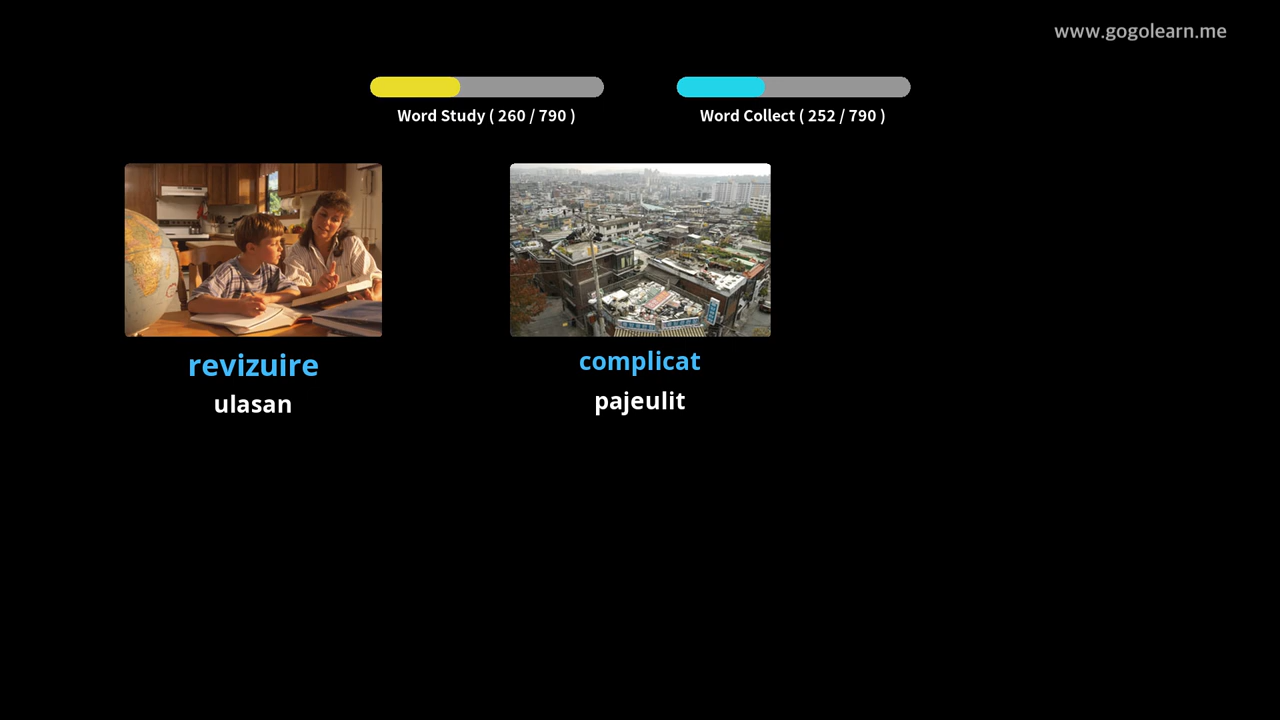 www.gogolearn.me
Word Study ( 260 / 790 )
Word Collect ( 252 / 790 )
revizuire
ulasan
complicat
pajeulit